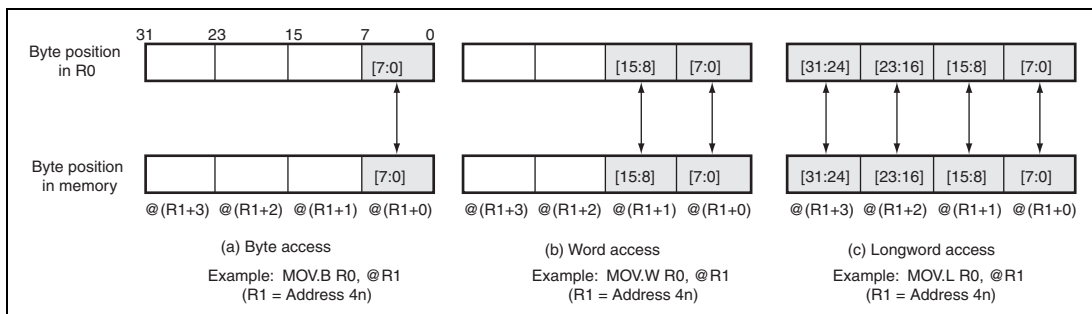 31 23 15 7 0
Byte position
in R0
[7:0]
[15:8] [7:0]
[31:24] [23:16] [15:8] [7:0]
Byte position
in memory
[7:0]
[15:8] [7:0]
[31:24] [23:16] [15:8] [7:0]
@(R1+3) @(R1+2) @(R1+1) @(R1+0)
@(R1+3) @(R1+2) @(R1+1) @(R1+0)
@(R1+3) @(R1+2) @(R1+1) @(R1+0)
(a) Byte access
Example: MOV.B R0, @R1
(R1 = Address 4n)
(b) Word access
Example: MOV.W R0, @R1
(R1 = Address 4n)
(c) Longword access
Example: MOV.L R0, @R1
(R1 = Address 4n)